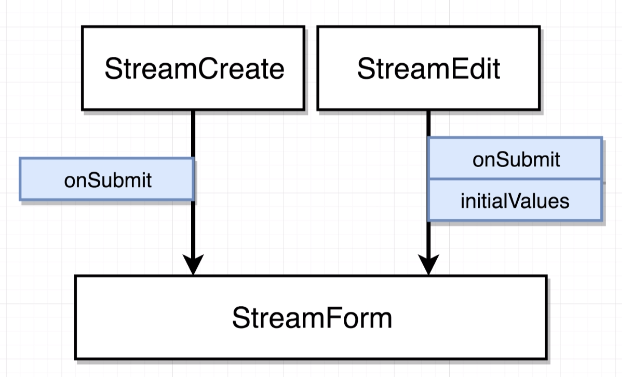 StreamCreate
StreamEdit
onSubmit
onSubmit
initialValues
StreamForm